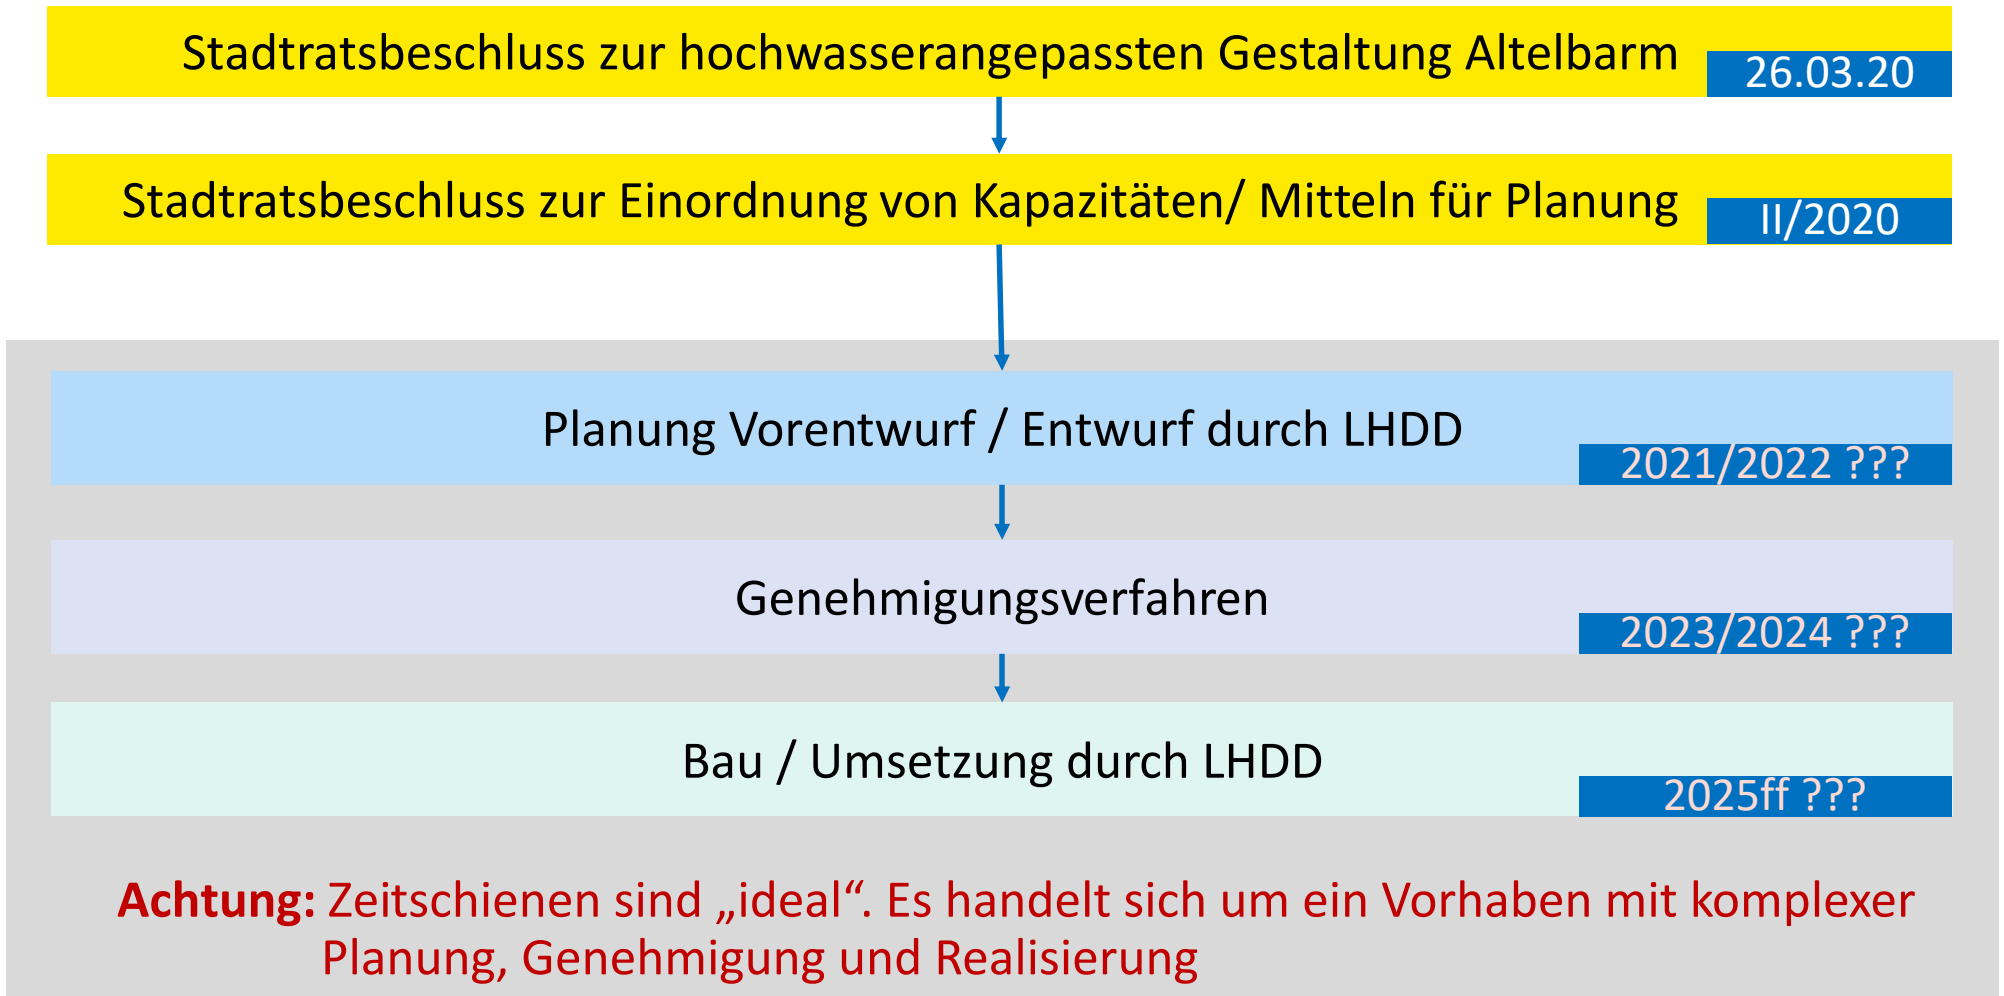 Stadtratsbeschluss zur hochwasserangepassten Gestaltung Altelbarm
26.03.20
Stadtratsbeschluss zur Einordnung von Kapazitäten/ Mitteln für Planung
II/2020
Planung Vorentwurf / Entwurf durch LHDD
2021/2022 ???
Genehmigungsverfahren
2023/2024 ???
Bau / Umsetzung durch LHDD
2025ff ???
Achtung: Zeitschienen sind „ideal“. Es handelt sich um ein Vorhaben mit komplexer
Planung, Genehmigung und Realisierung